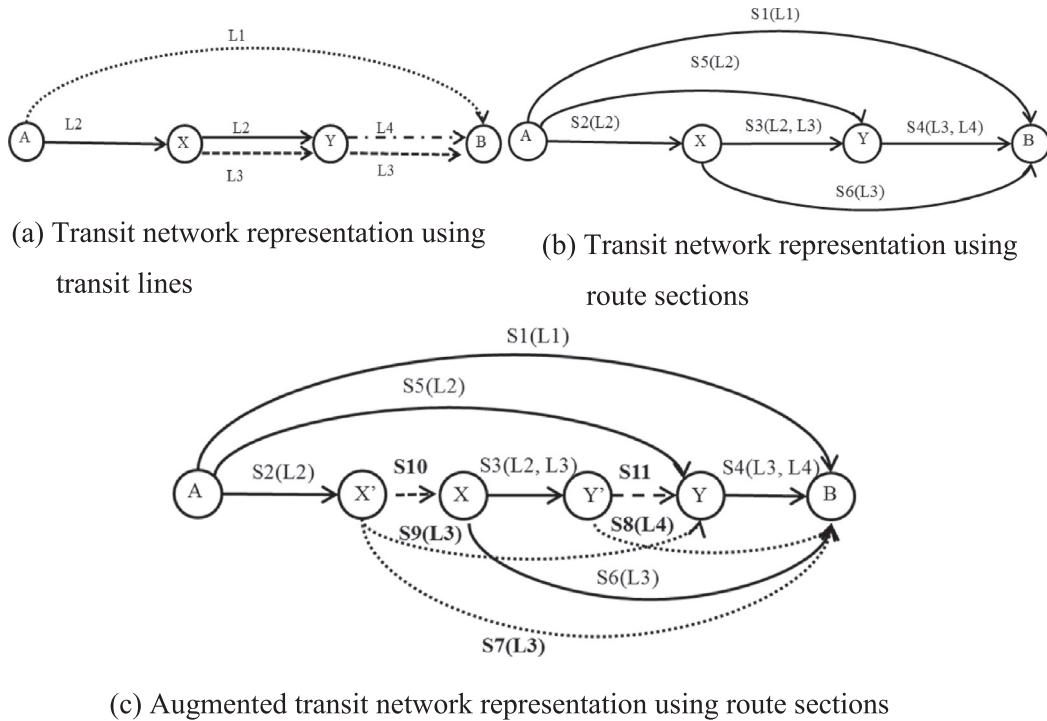 L1
A
L2
X
L2
L3
Y
L4
L3
B
(a) Transit network representation using
transit lines
S1(L1)
S5(L2)
A
S2(L2)
X
S3(L2, L3)
Y
S4(L3, L4)
B
S6(L3)
(b) Transit network representation using
route sections
S1(L1)
S5(L2)
A
S2(L2)
X’
S10
X
S3(L2, L3)
Y’
S11
Y
S4(L3, L4)
B
S9(L3)
S8(L4)
S6(L3)
S7(L3)
(c) Augmented transit network representation using route sections